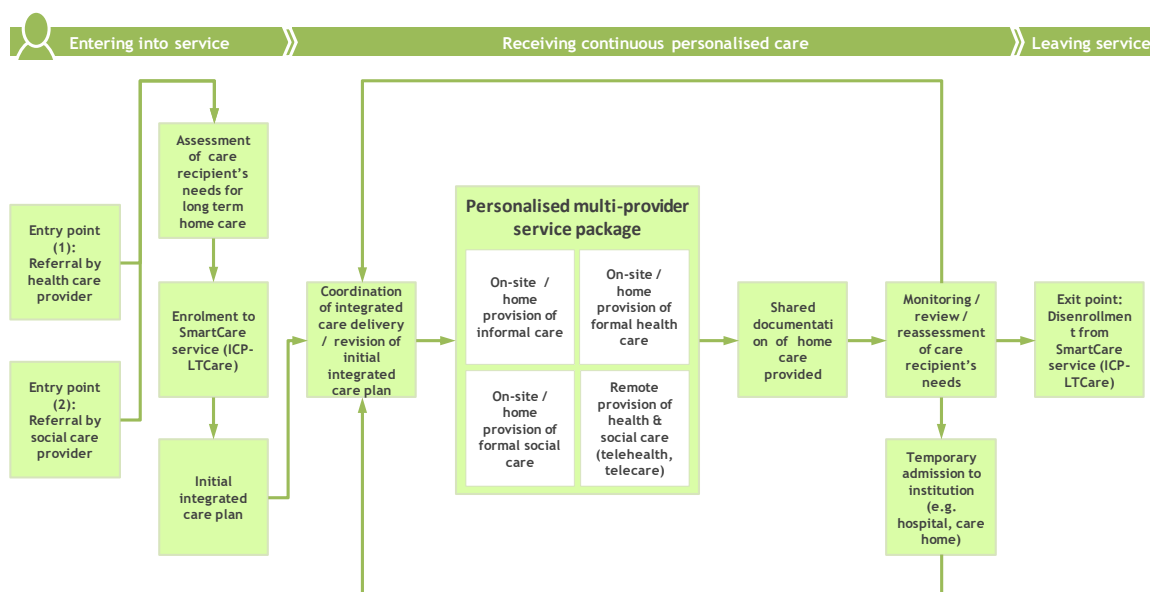 Entering into service
Receiving continuous personalised care
Leaving service
Entry point
(1):
Referral by
health care
provider
Entry point
(2):
Referral by
social care
provider
Assessment
of care
recipient's
needs for
long term
home care
Enrolment to
SmartCare
service (ICP-
LTCare)
Initial
integrated
care plan
Coordination
of integrated
care delivery
/ revision of
initial
integrated
care plan
Personalised multi-provider
service package
On-site /
home
provision of
informal care
On-site /
home
provision of
formal health
care
On-site /
home
provision of
formal social
care
Remote
provision of
health &
social care
(telehealth,
telecare)
Shared
documentati
on of home
care
provided
Monitoring /
review /
reassessment
of care
recipient's
needs
Temporary
admission to
institution
(e.g.
hospital, care
home)
Exit point:
Disenrollmen
t from
SmartCare
service (ICP-
LTCare)